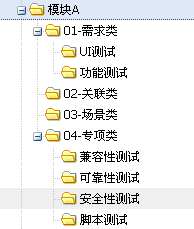 模块A
01-需求类
UI测试
功能测试
02-关联类
03-场景类
04-专项类
兼容性测试
可靠性测试
安全性测试
脚本测试